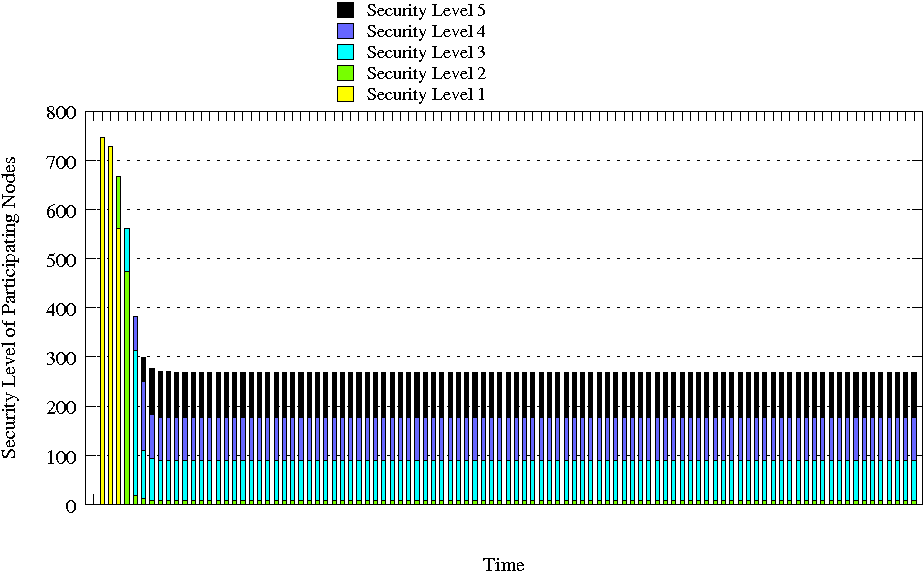 Security Level 5
Security Level 4
Security Level 3
Security Level 2
Security Level 1
800
700
600
500
400
300
200
100
0
Security Level of Participating Nodes
Time